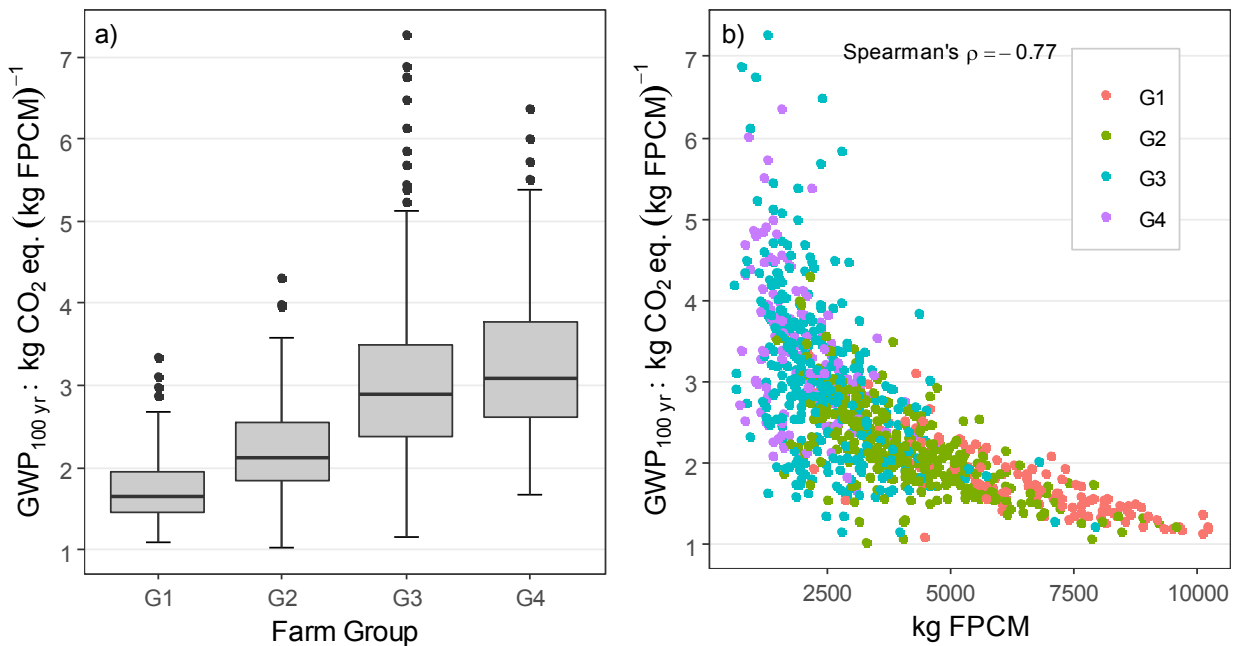 a)
GWP100 yr : kg CO2 eq. (kg FPCM)−1
7
6
5
4
3
2
1
G1 G2 G3 G4
Farm Group
b)
Spearman's ρ = − 0.77
G1
G2
G3
G4
GWP100 yr : kg CO2 eq. (kg FPCM)−1
7
6
5
4
3
2
1
2500 5000 7500 10000
kg FPCM